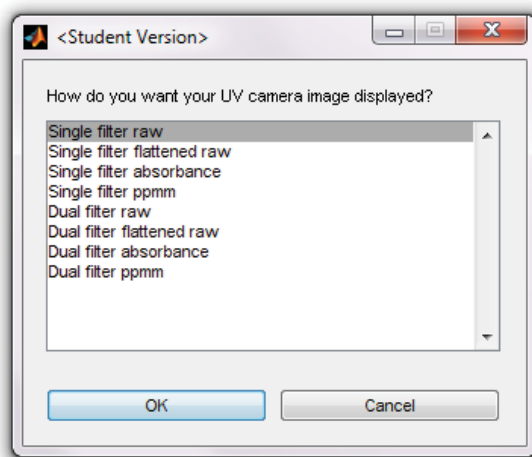 <Student Version>
How do you want your UV camera image displayed?
Single filter raw
Single filter flattened raw
Single filter absorbance
Single filter ppmm
Dual filter raw
Dual filter flattened raw
Dual filter absorbance
Dual filter ppmm
OK
Cancel